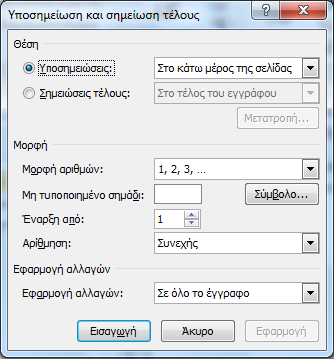 Υποσημείωση και σημείωση τέλους
Θέση
Υποσημειώσεις: Στο κάτω μέρος της σελίδας
Σημειώσεις τέλους: Στο τέλος του εγγράφου
Μετατροπή...
Μορφή
Μορφή αριθμών: 1, 2, 3, ...
Μη τυποποιημένο σημάδι: Σύμβολο...
Έναρξη από: 1
Αρίθμηση: Συνεχής
Εφαρμογή αλλαγών
Εφαρμογή αλλαγών: Σε όλο το έγγραφο
Εισαγωγή Άκυρο Εφαρμογή